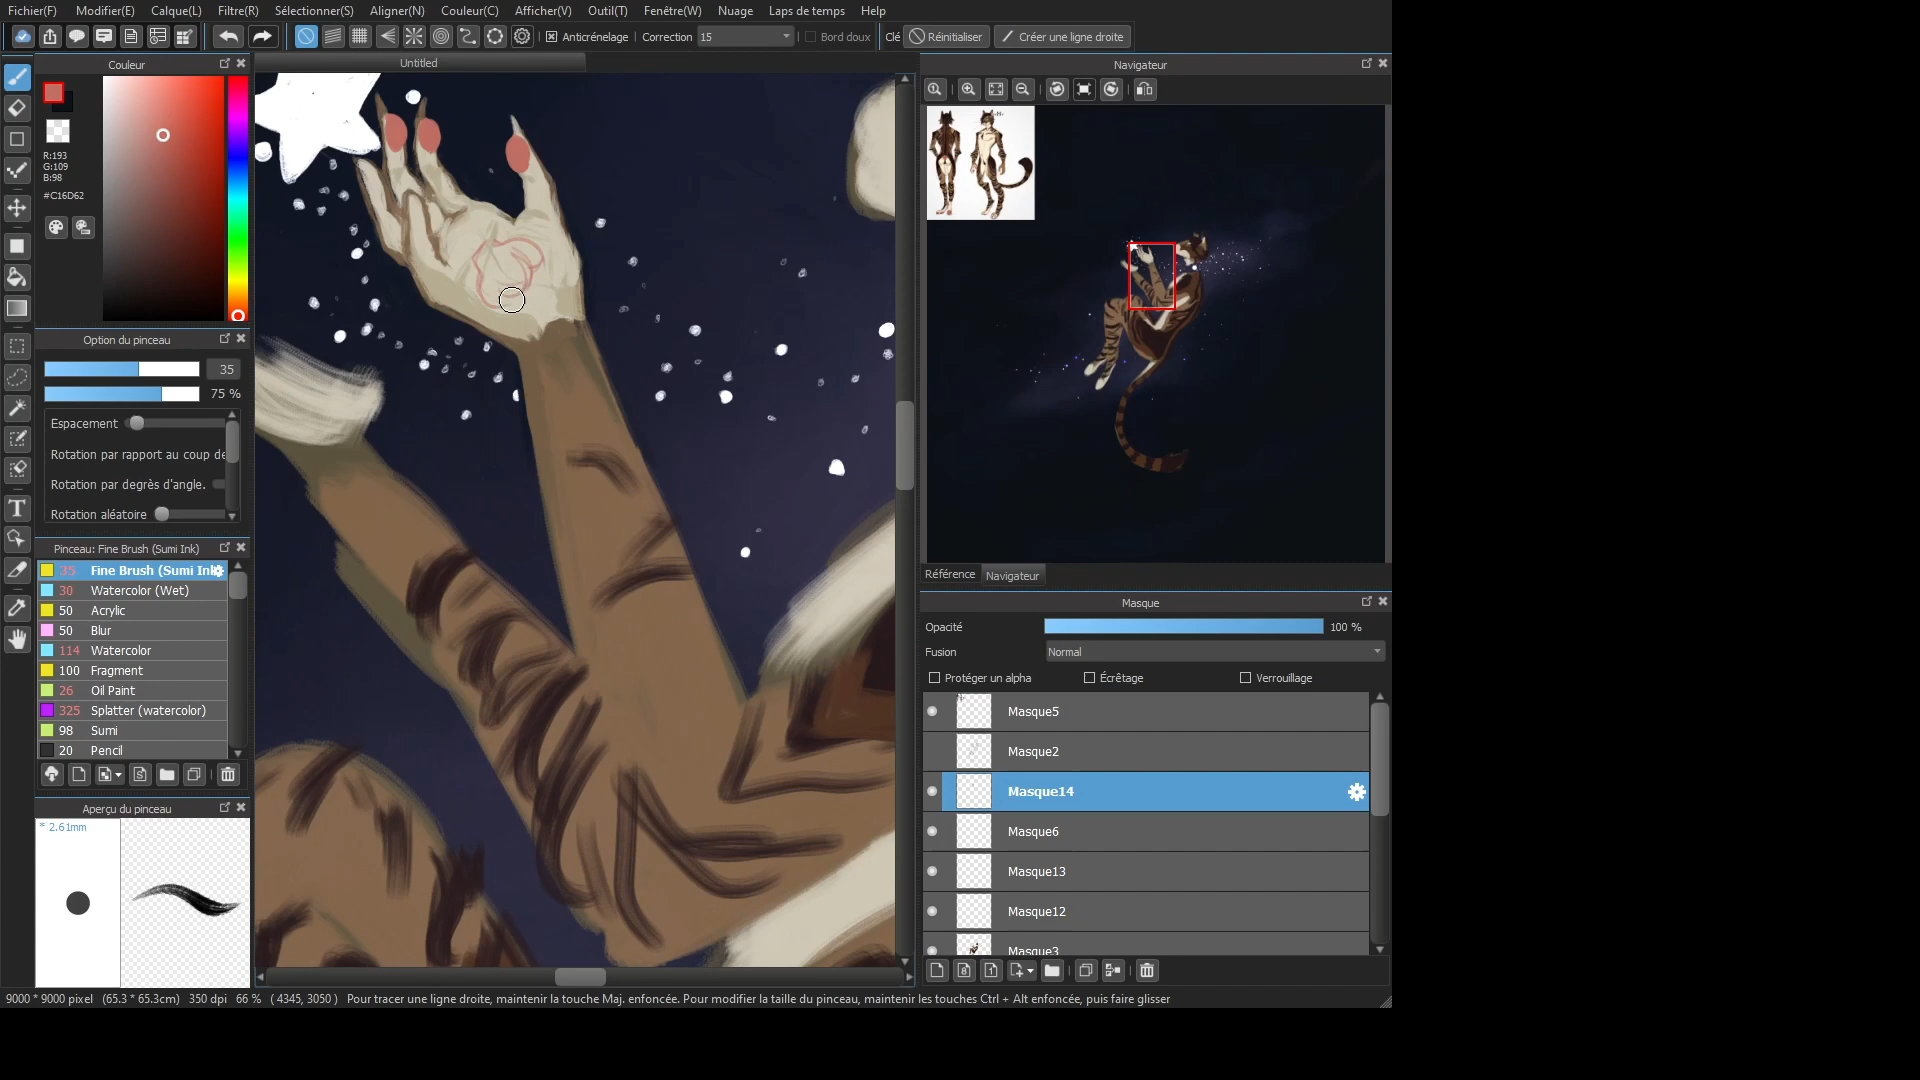 Fichier(F) Modifier(E) Calque(L) Filtre(R) Sélectionner(S) Aligner(N) Couleur(C) Afficher(V) Outil(T) Fenêtre(W) Nuage Laps de temps Help
Anticrénelage Correction 15 Bord doux Clé Réinitialiser Créer une ligne droite
Couleur
Untitled
Navigateur
R:193
G:109
B:98
#C16D62
Option du pinceau
35
75 %
Espacement
Rotation par rapport au coup de
Rotation par degrès d'angle.
Rotation aléatoire
Pinceau: Fine Brush (Sumi Ink)
35 Fine Brush (Sumi Ink
30 Watercolor (Wet)
50 Acrylic
50 Blur
114 Watercolor
100 Fragment
26 Oil Paint
325 Splatter (watercolor)
98 Sumi
20 Pencil
Aperçu du pinceau
* 2.61mm
Référence Navigateur
Masque
Opacité 100 %
Fusion Normal
Protéger un alpha Écrêtage Verrouillage
Masque5
Masque2
Masque14
Masque6
Masque13
Masque12
Masque3
9000 * 9000 pixel (65.3 * 65.3cm) 350 dpi 66 % ( 4345, 3050 ) Pour tracer une ligne droite, maintenir la touche Maj. enfoncée. Pour modifier la taille du pinceau, maintenir les touches Ctrl + Alt enfoncée, puis faire glisser